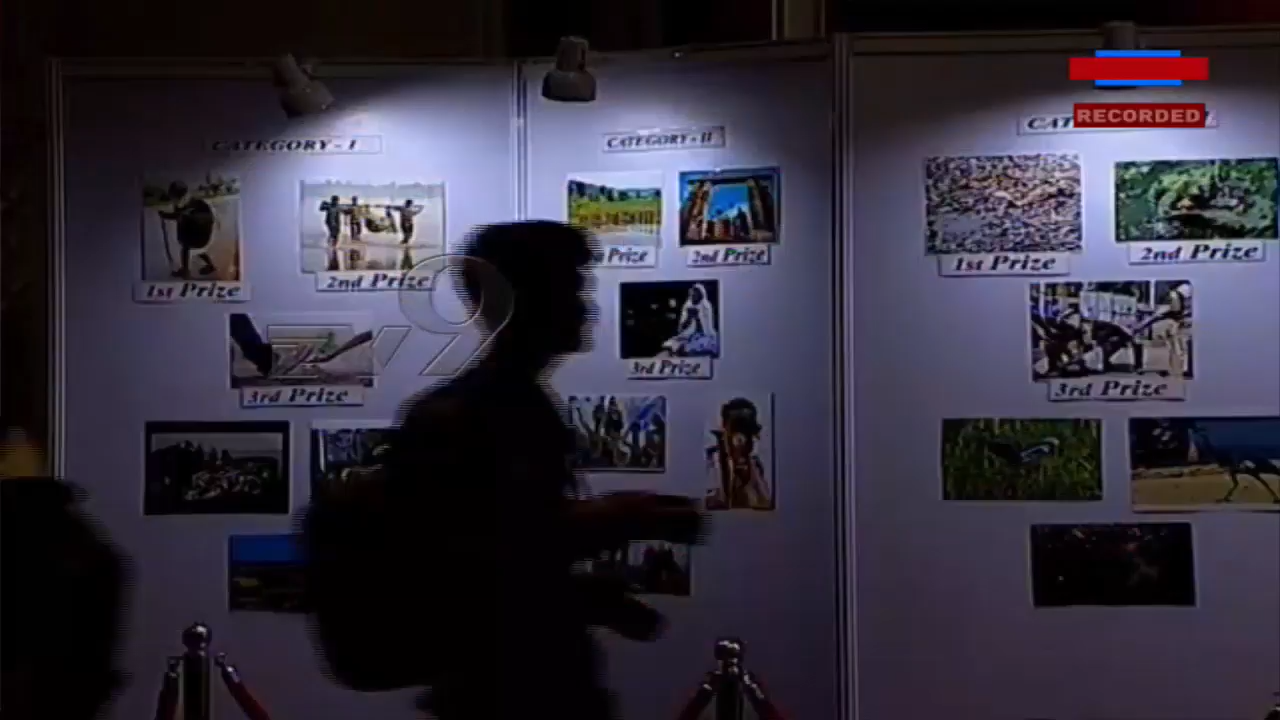 RECORDED
CATEGORY - I
CATEGORY - II
1st Prize
2nd Prize
3rd Prize
Prize
2nd Prize
3rd Prize
1st Prize
2nd Prize
3rd Prize